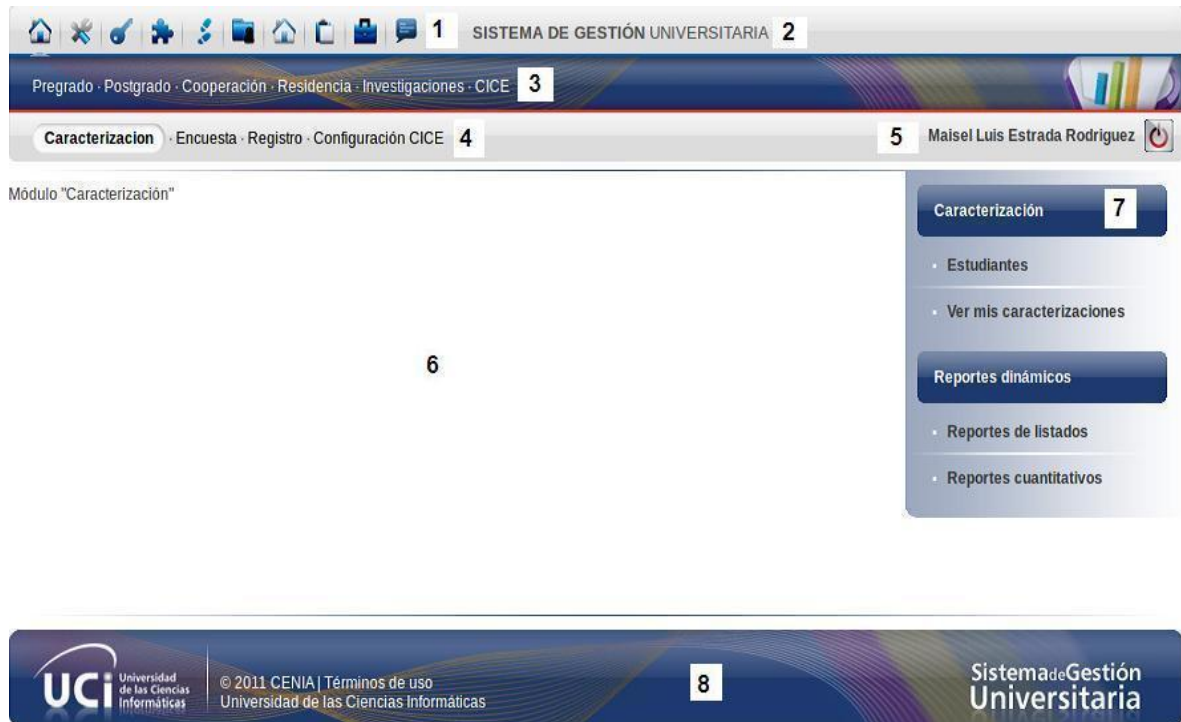 1 SISTEMA DE GESTIÓN UNIVERSITARIA 2
Pregrado · Postgrado · Cooperación · Residencia · Investigaciones · CICE 3
Caracterizacion · Encuesta · Registro · Configuración CICE 4
5 Maisel Luis Estrada Rodriguez
Módulo "Caracterización"
6
Caracterización 7
Estudiantes
Ver mis caracterizaciones
Reportes dinámicos
Reportes de listados
Reportes cuantitativos
UCi Universidad
de las Ciencias
Informáticas
© 2011 CENIA | Términos de uso
Universidad de las Ciencias Informáticas
8
SistemadeGestión
Universitaria